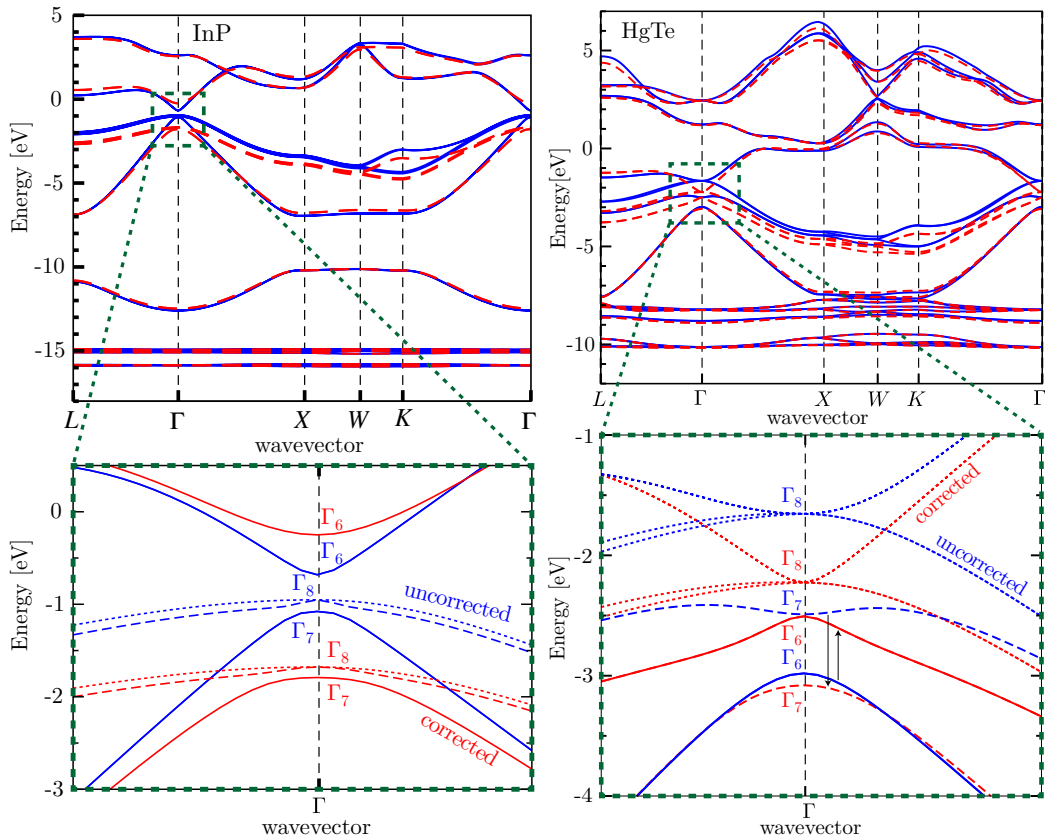 InP
5
0
-5
-10
-15
Energy [eV]
L Γ X W K Γ
wavevector
HgTe
5
0
-5
-10
Energy[eV]
L Γ X W K Γ
wavevector
0
-1
-2
-3
Energy [eV]
Γ6
Γ6
Γ8
Γ7
Γ8
Γ7
uncorrected
corrected
Γ
wavevector
-1
-2
-3
-4
Energy [eV]
Γ8
Γ8
Γ7
Γ6
Γ6
Γ7
corrected
uncorrected
Γ
wavevector